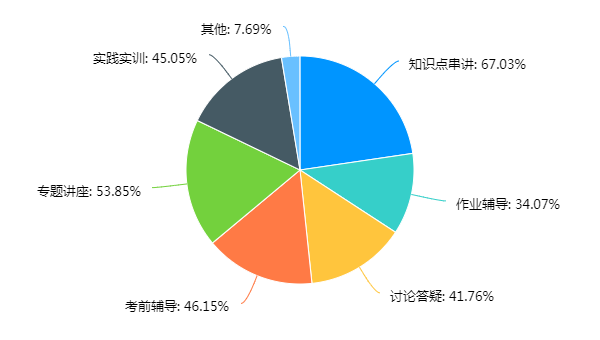 其他: 7.69%
实践实训: 45.05%
知识点串讲: 67.03%
专题讲座: 53.85%
作业辅导: 34.07%
讨论答疑: 41.76%
考前辅导: 46.15%